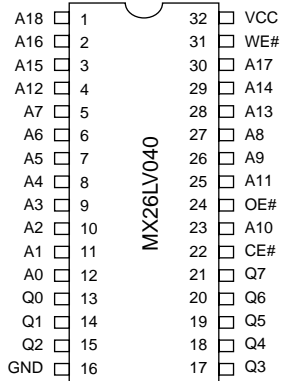 A18 1 32 VCC
A16 2 31 WE#
A15 3 30 A17
A12 4 29 A14
A7 5 28 A13
A6 6 27 A8
A5 7 26 A9
A4 8 25 A11
A3 9 24 OE#
A2 10 23 A10
A1 11 22 CE#
A0 12 21 Q7
Q0 13 20 Q6
Q1 14 19 Q5
Q2 15 18 Q4
GND 16 17 Q3
MX26LV040